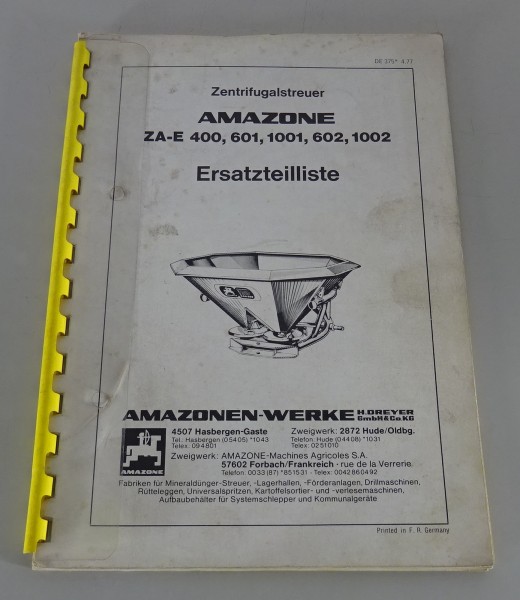 DB 375* 4.77
Zentrifugalstreuer
AMAZONE
ZA-E 400, 601, 1001, 602, 1002
Ersatzteilliste
AMAZONEN-WERKE H. DREYER GmbH & Co KG
4507 Hasbergen-Gaste
Tel.: Hasbergen (05405) *1043
Telex: 094801
Zweigwerk: 2872 Hude/Oldbg.
Telefon: Hude (04408) *1031
Telex: 0251010
Zweigwerk: AMAZONE-Machines Agricoles S.A.
57602 Forbach/Frankreich - rue de la Verrerie
Telefon: 0033 (87) *851531 - Telex: 0042860492
AMAZONE
Fabriken für Mineraldünger-Streuer, -Lagerhallen, -Förderanlagen, Drillmaschinen,
Rütteleggen, Universalspritzen, Kartoffelsortier- und -verlesemaschinen,
Aufbaubehälter für Systemschlepper und Kommunalgeräte
Printed in F. R. Germany